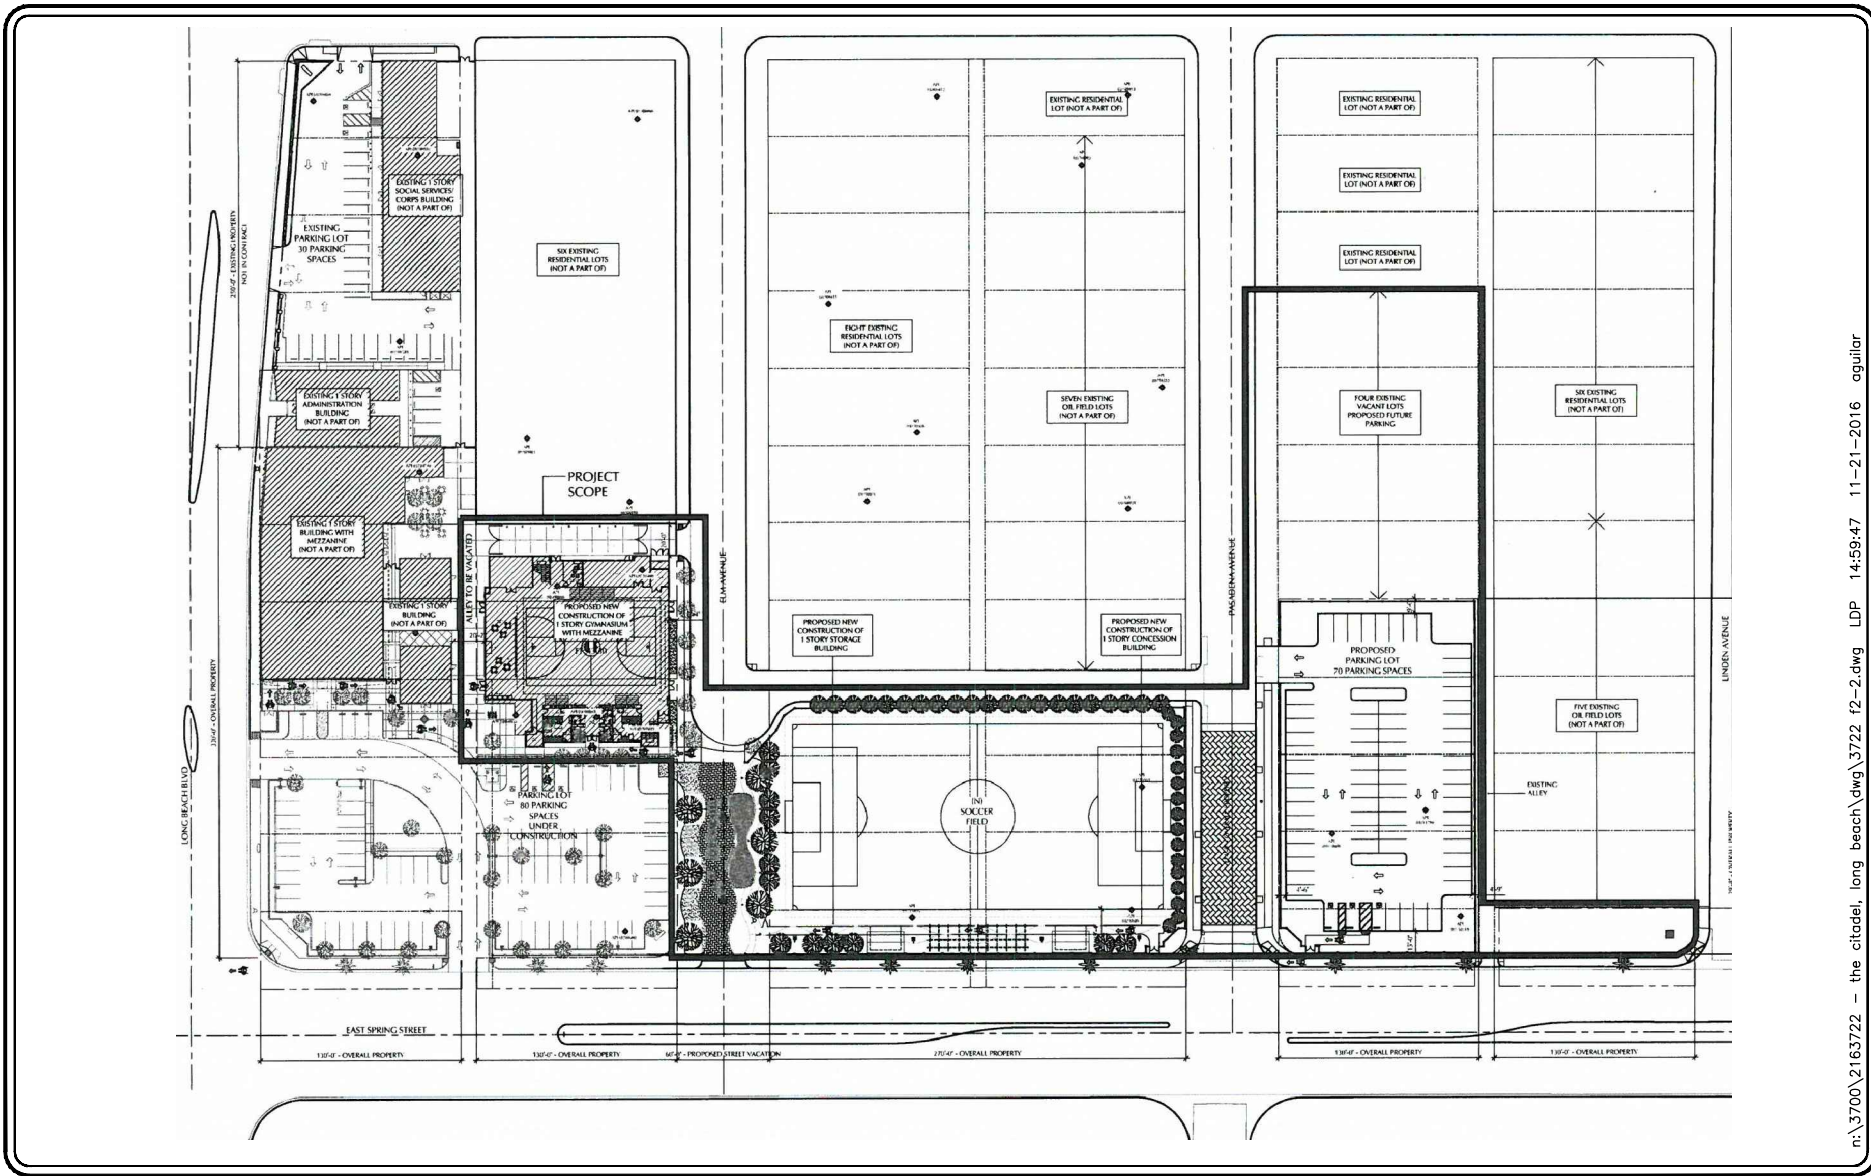 EXISTING 1 STORY
SOCIAL SERVICES/
CORPS BUILDING
(NOT A PART OF)
EXISTING
PARKING LOT
30 PARKING
SPACES
250'-0" - EXISTING PROPERTY
NOT IN CONTRACT
SIX EXISTING
RESIDENTIAL LOTS
(NOT A PART OF)
EXISTING RESIDENTIAL
LOT (NOT A PART OF)
EIGHT EXISTING
RESIDENTIAL LOTS
(NOT A PART OF)
SEVEN EXISTING
OIL FIELD LOTS
(NOT A PART OF)
EXISTING RESIDENTIAL
LOT (NOT A PART OF)
EXISTING RESIDENTIAL
LOT (NOT A PART OF)
EXISTING RESIDENTIAL
LOT (NOT A PART OF)
FOUR EXISTING
VACANT LOTS
PROPOSED FUTURE
PARKING
SIX EXISTING
RESIDENTIAL LOTS
(NOT A PART OF)
EXISTING 1 STORY
ADMINISTRATION
BUILDING
(NOT A PART OF)
PROJECT
SCOPE
EXISTING 1 STORY
BUILDING WITH
MEZZANINE
(NOT A PART OF)
EXISTING 1 STORY
BUILDING
(NOT A PART OF)
ALLEY TO BE VACATED
PROPOSED NEW
CONSTRUCTION OF
1 STORY GYMNASIUM
WITH MEZZANINE
ELM AVENUE
PROPOSED NEW
CONSTRUCTION OF
1 STORY STORAGE
BUILDING
PROPOSED NEW
CONSTRUCTION OF
1 STORY CONCESSION
BUILDING
PASADENA AVENUE
PROPOSED
PARKING LOT
70 PARKING SPACES
LINDEN AVENUE
FIVE EXISTING
OIL FIELD LOTS
(NOT A PART OF)
EXISTING
ALLEY
LONG BEACH BLVD
PARKING LOT
80 PARKING
SPACES
UNDER
CONSTRUCTION
(N)
SOCCER
FIELD
EAST SPRING STREET
130'-0" - OVERALL PROPERTY
130'-0" - OVERALL PROPERTY
60'-0" - PROPOSED STREET VACATION
270'-0" - OVERALL PROPERTY
130'-0" - OVERALL PROPERTY
130'-0" - OVERALL PROPERTY
n:\3700\2163722 - the citadel, long beach\dwg\3722 f2-2.dwg LDP 14:59:47 11-21-2016 aguilar